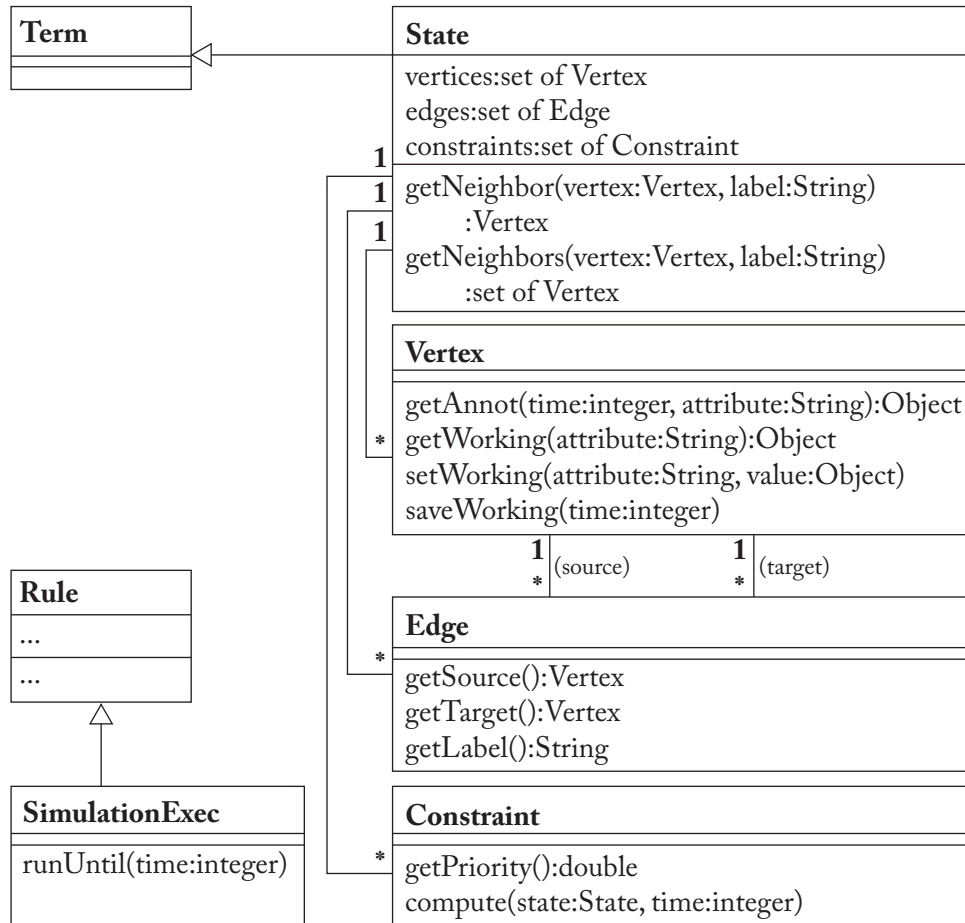 Term
State
vertices:set of Vertex
edges:set of Edge
constraints:set of Constraint
1
getNeighbor(vertex:Vertex, label:String)
1
:Vertex
1
getNeighbors(vertex:Vertex, label:String)
:set of Vertex
Vertex
getAnnot(time:integer, attribute:String):Object
*
getWorking(attribute:String):Object
setWorking(attribute:String, value:Object)
saveWorking(time:integer)
1
(source)
*
1
(target)
*
Rule
...
...
Edge
*
getSource():Vertex
getTarget():Vertex
getLabel():String
SimulationExec
runUntil(time:integer)
Constraint
*
getPriority():double
compute(state:State, time:integer)